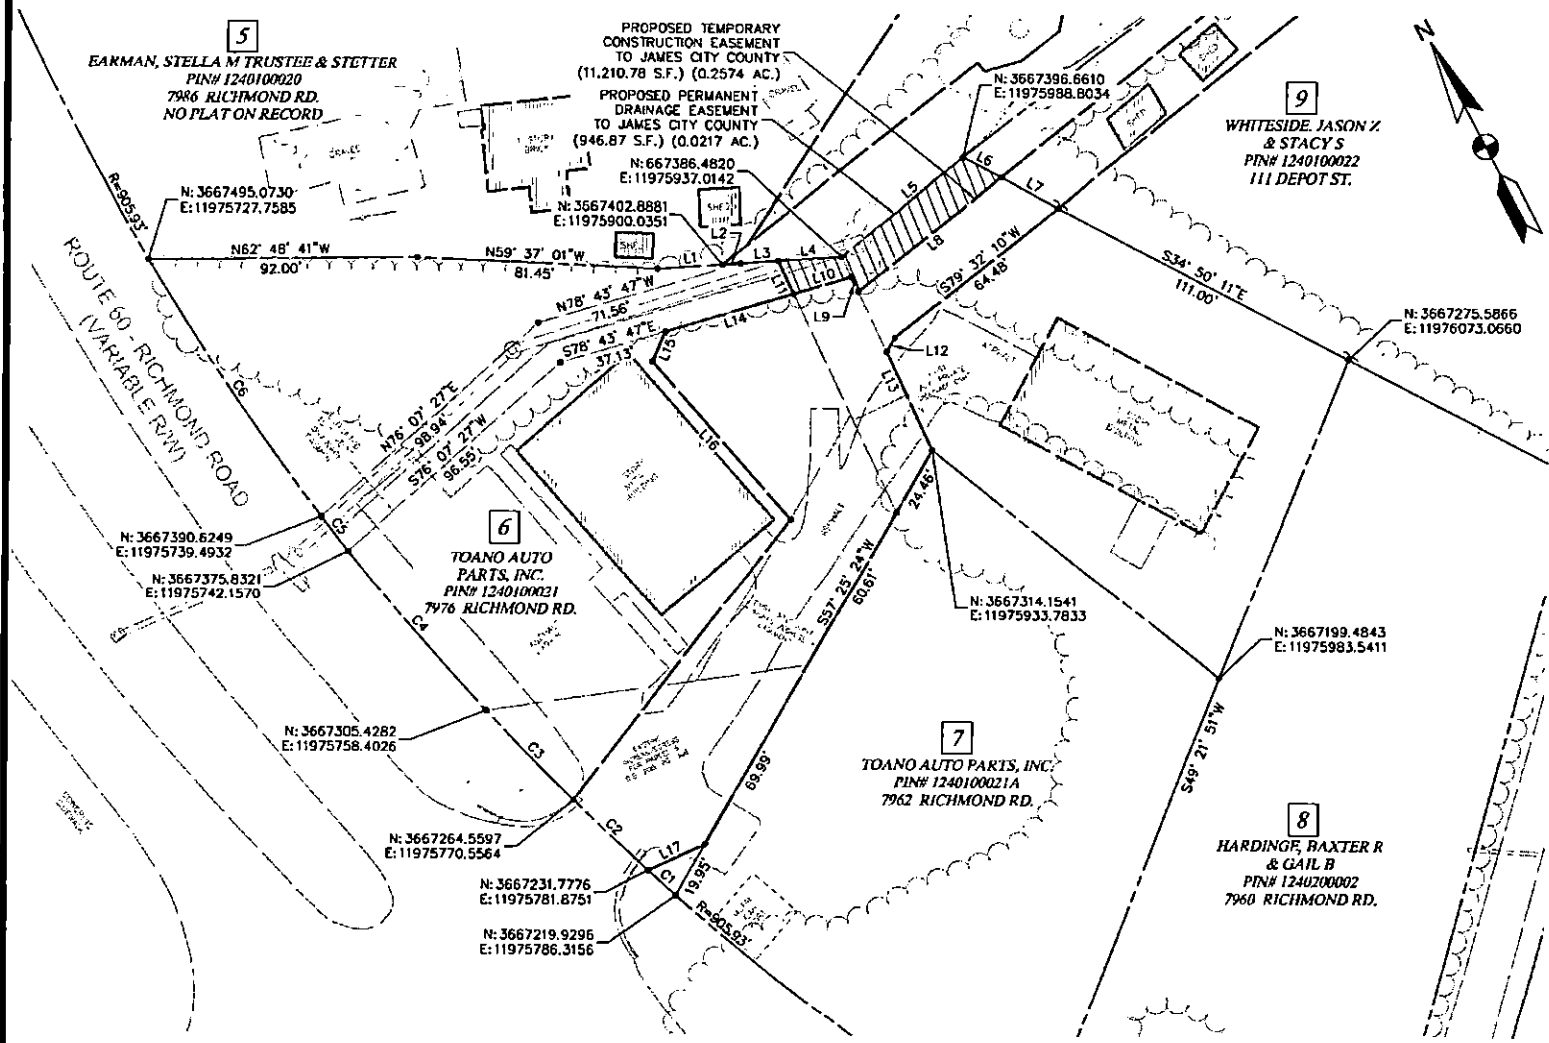 5
EARMAN, STELLA M TRUSTEE & STETTER
PIN# 1240100020
7986 RICHMOND RD.
NO PLAT ON RECORD
PROPOSED TEMPORARY
CONSTRUCTION EASEMENT
TO JAMES CITY COUNTY
(11,210.78 S.F.) (0.2574 AC.)
PROPOSED PERMANENT
DRAINAGE EASEMENT
TO JAMES CITY COUNTY
(946.87 S.F.) (0.0217 AC.)
N: 667386.4820
E: 11975937.0142
N: 3667402.8881
E: 11975900.0351
N: 3667396.6610
E: 11975988.8034
N
9
WHITESIDE, JASON Z
& STACY S
PIN# 1240100022
111 DEPOT ST.
SHED
SHED
SHED
GRAVEL
R=905.93'
N: 3667495.0730
E: 11975727.7585
N62° 48' 41"W
92.00'
N59° 37' 01"W
81.45'
L1
L2
L3
L4
L5
L6
L7
L8
L9
L10
L11
N78° 43' 47"W
71.56'
S78° 43' 47"E
37.13'
L14
L15
L16
L12
L13
S79° 32' 10"W
64.48'
S34° 50' 11"E
111.00'
N: 3667275.5866
E: 11976073.0660
ROUTE 60 - RICHMOND ROAD
(VARIABLE R/W)
C6
N76° 07' 27"E
98.94'
S76° 07' 27"W
96.55'
C5
N: 3667390.6249
E: 11975739.4932
N: 3667375.8321
E: 11975742.1570
6
TOANO AUTO
PARTS, INC.
PIN# 1240100021
7976 RICHMOND RD.
ASPHALT
ASPHALT
24.46'
S57° 25' 24"W
60.61'
N: 3667314.1541
E: 11975933.7833
N: 3667199.4843
E: 11975983.5411
C4
N: 3667305.4282
E: 11975758.4026
C3
7
TOANO AUTO PARTS, INC.
PIN# 1240100021A
7962 RICHMOND RD.
S49° 21' 51"W
69.99'
CONCRETE
SIDEWALK
N: 3667264.5597
E: 11975770.5564
C2
L17
C1
19.95'
N: 3667231.7776
E: 11975781.8751
R=905.93'
N: 3667219.9296
E: 11975786.3156
8
HARDINGE, BAXTER R
& GAIL B
PIN# 1240200002
7960 RICHMOND RD.